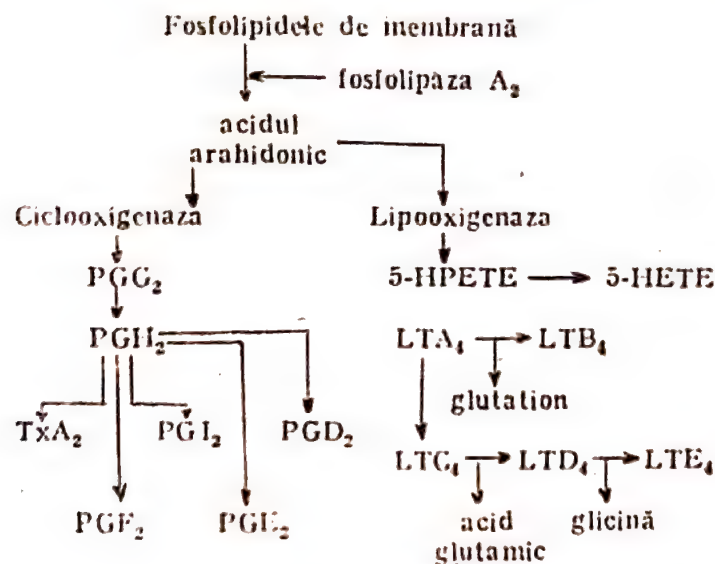 Fosfolipidele de membrană
fosfolipaza A₂
acidul
arahidonic
Ciclooxigenaza Lipooxigenaza
PGG₂ 5-HPETE 5-HETE
PGH₂ LTA₄ LTB₄
glutation
TxA₂ PGI₂ PGD₂
LTC₄ LTD₄ LTE₄
PGF₂ PGE₂ acid glicină
glutamic